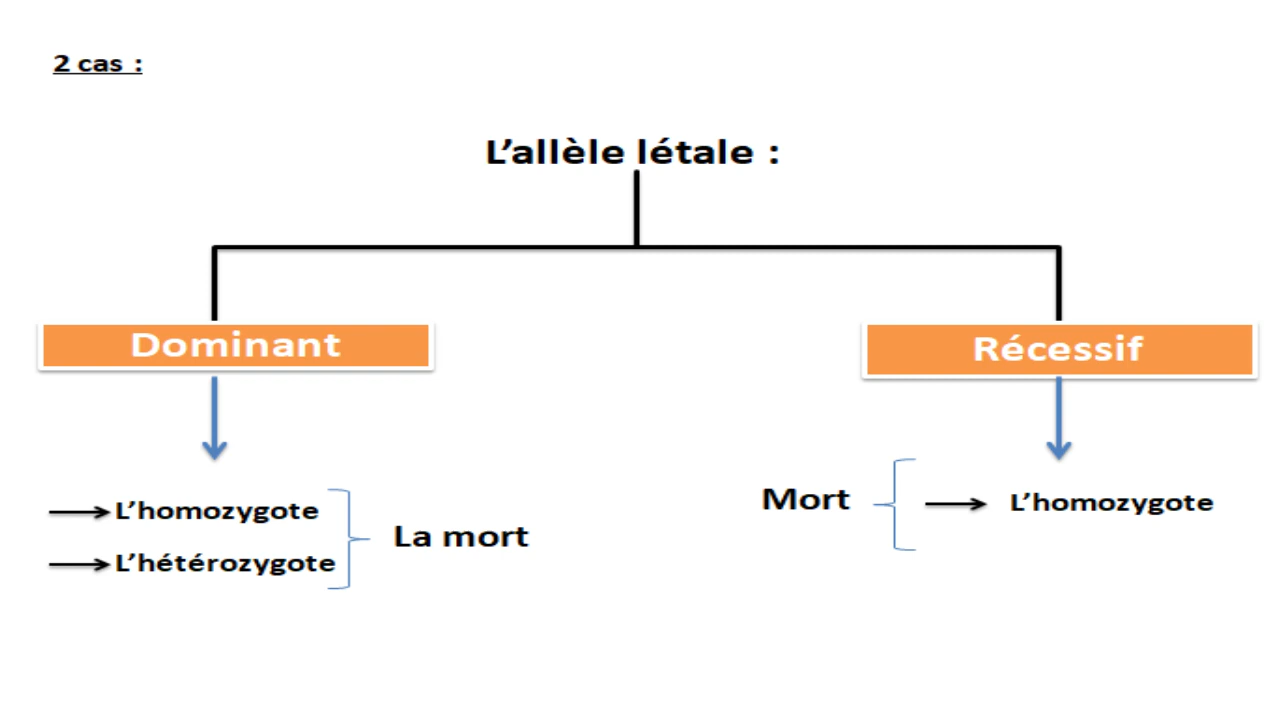 2 cas :
L’allèle létale :
Dominant
Récessif
L’homozygote
L’hétérozygote
La mort
Mort
L’homozygote